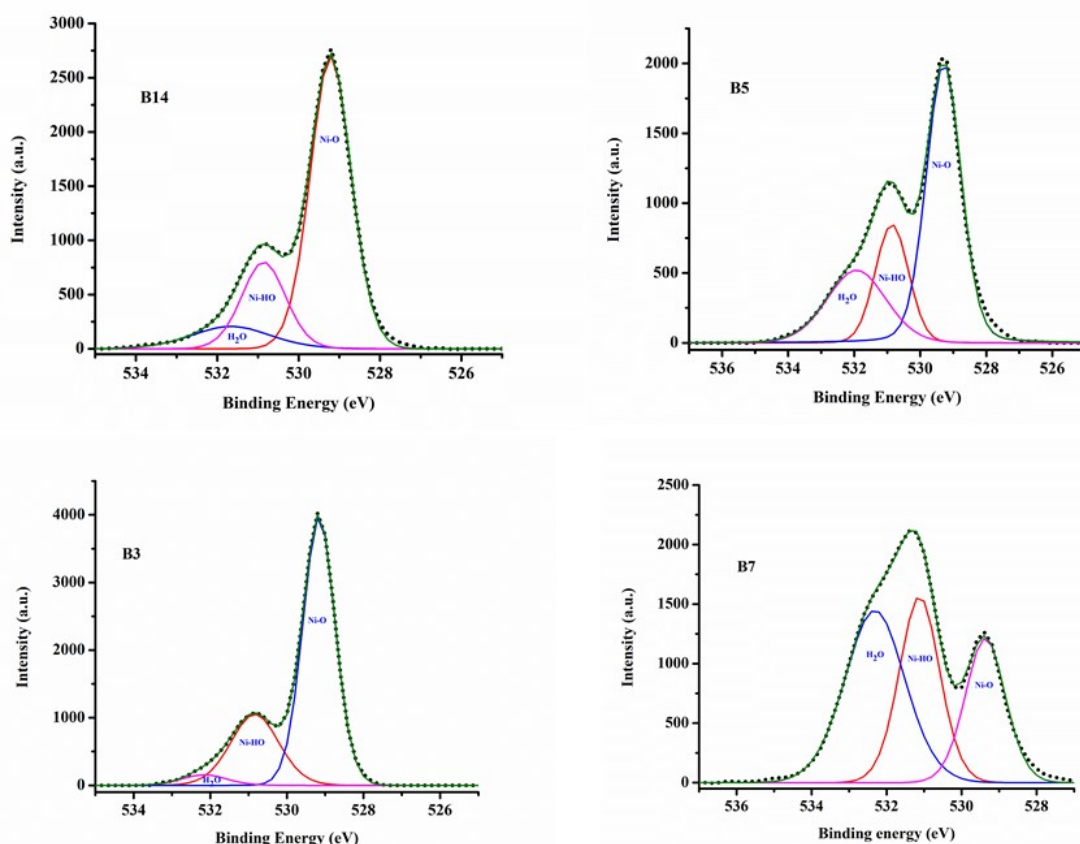 3000
2500
2000
1500
1000
500
0
534
532
530
528
526
Intensity (a.u.)
Binding Energy (eV)
B14
Ni-O
Ni-HO
H2O
2000
1500
1000
500
0
536
534
532
530
528
526
Intensity (a.u.)
Binding Energy (eV)
B5
Ni-O
Ni-HO
H2O
4000
3000
2000
1000
0
534
532
530
528
526
Intensity (a.u.)
Binding Energy (eV)
B3
Ni-O
Ni-HO
H2O
2500
2000
1500
1000
500
0
536
534
532
530
528
Intensity (a.u.)
Binding energy (eV)
B7
H2O
Ni-HO
Ni-O